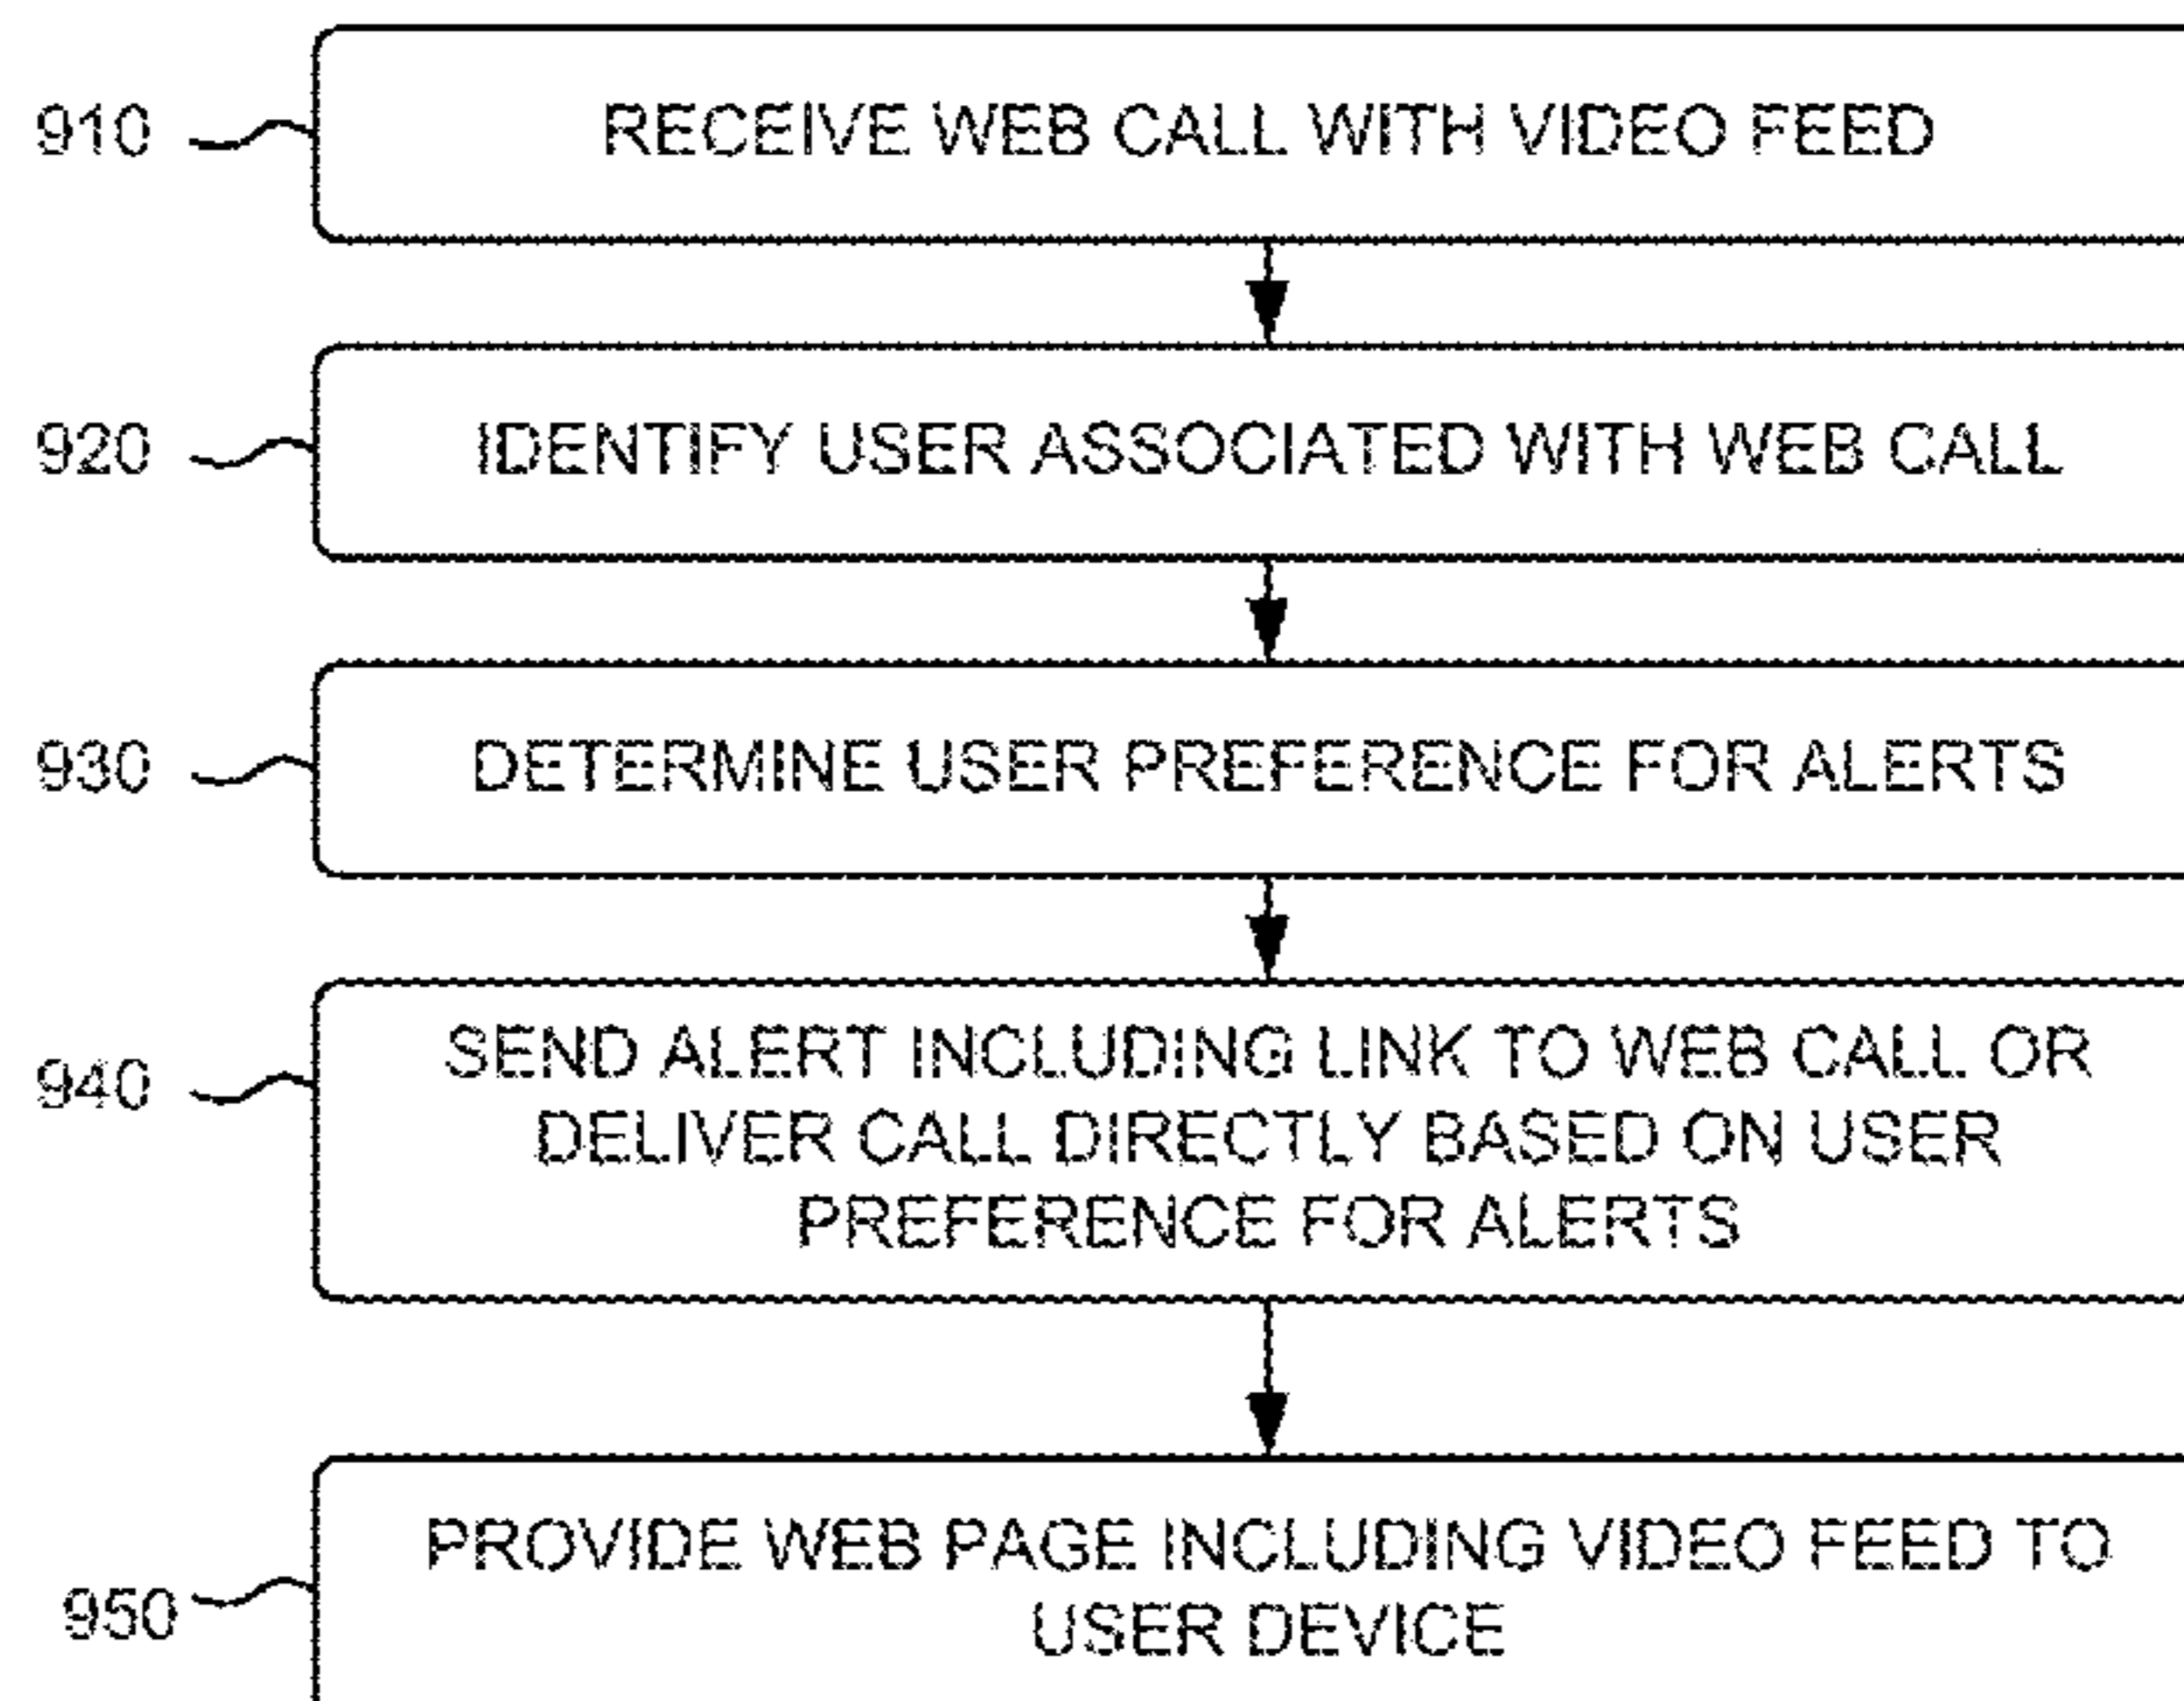 910
RECEIVE WEB CALL WITH VIDEO FEED
920
IDENTIFY USER ASSOCIATED WITH WEB CALL
930
DETERMINE USER PREFERENCE FOR ALERTS
940
SEND ALERT INCLUDING LINK TO WEB CALL OR
DELIVER CALL DIRECTLY BASED ON USER
PREFERENCE FOR ALERTS
950
PROVIDE WEB PAGE INCLUDING VIDEO FEED TO
USER DEVICE